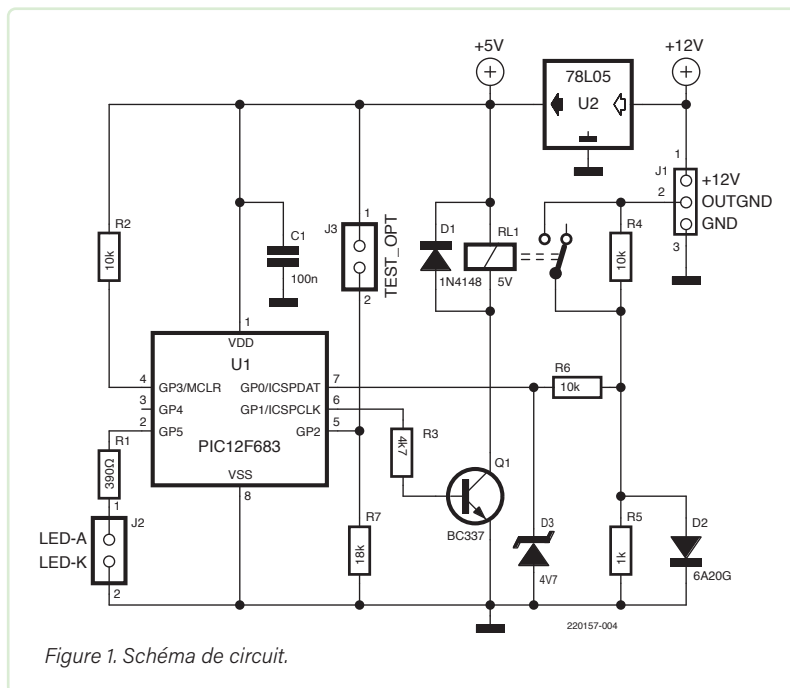 +5V
+12V
78L05
U2
1
J1
+12V
2
OUTGND
GND
3
R2
10k
C1
100n
J3
1
2
TEST_OPT
D1
1N4148
RL1
5V
R4
10k
1
VDD
U1
4
GP3/MCLR
GP0/ICSPDAT
7
3
GP4
GP1/ICSPCLK
6
2
GP5
GP2
5
PIC12F683
VSS
8
R6
10k
R1
390Ω
R3
4k7
Q1
BC337
1
J2
LED-A
LED-K
2
R7
18k
D3
4V7
R5
1k
D2
6A20G
220157-004
Figure 1. Schéma de circuit.